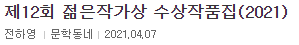 제12회 젊은작가상 수상작품집(2021)
전하영 | 문학동네 | 2021.04.07